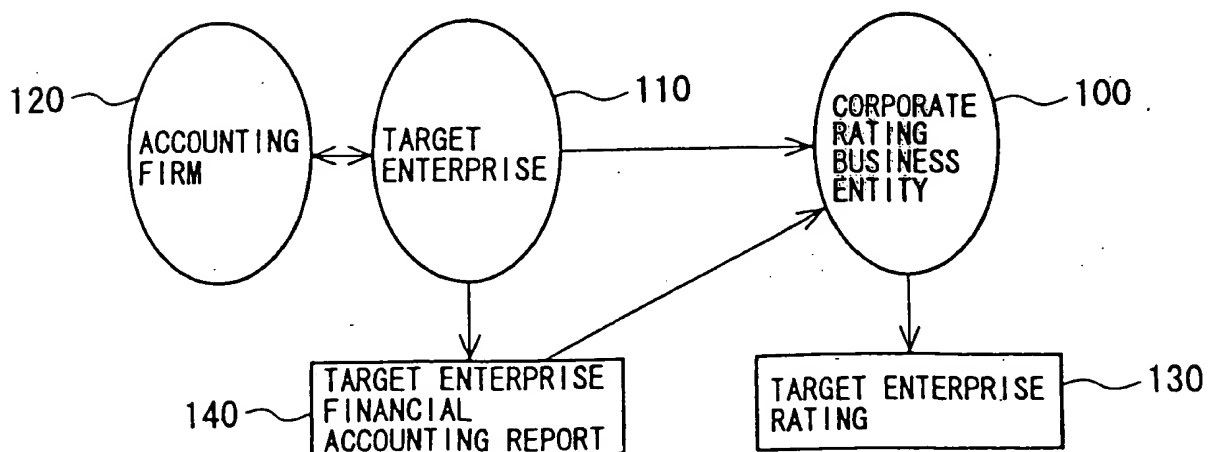 120
ACCOUNTING
FIRM
110
TARGET
ENTERPRISE
100
CORPORATE
RATING
BUSINESS
ENTITY
140
TARGET ENTERPRISE
FINANCIAL
ACCOUNTING REPORT
130
TARGET ENTERPRISE
RATING